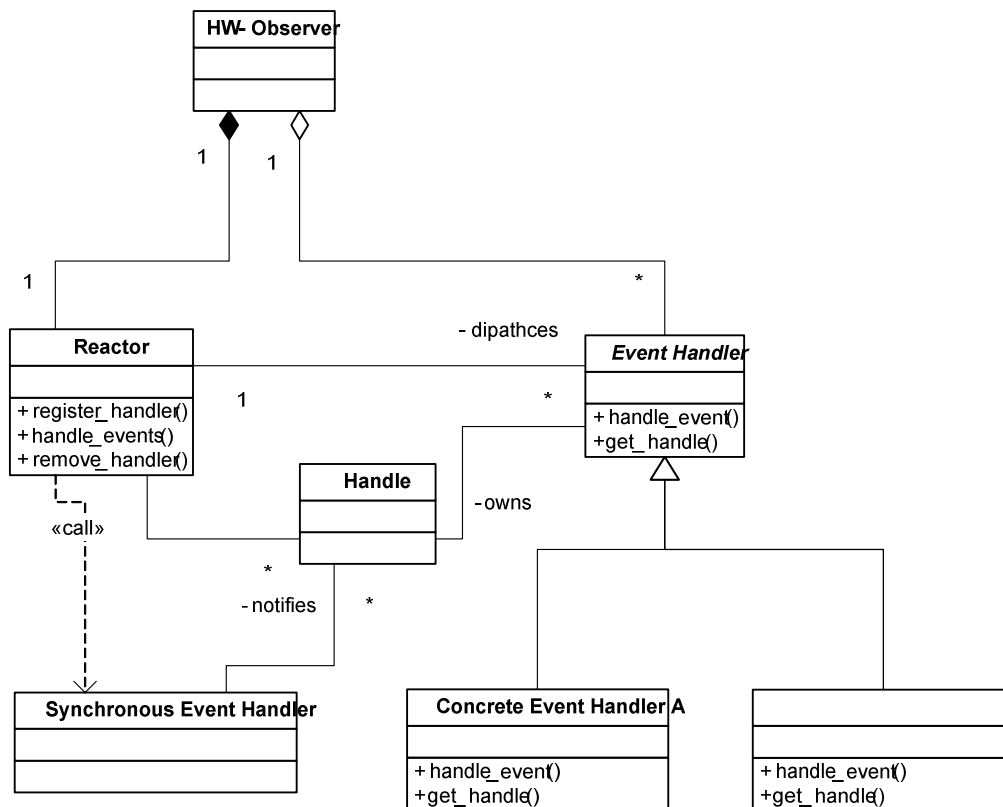 HW- Observer
1
1
1
*
Reactor
- dipathces
Event Handler
+ register_handler()
+ handle_events()
+ remove_handler()
1
*
+ handle_event()
+get_handle()
Handle
-owns
«call»
*
-notifies
*
Synchronous Event Handler
Concrete Event Handler A
+ handle_event()
+get_handle()
+ handle_event()
+get_handle()